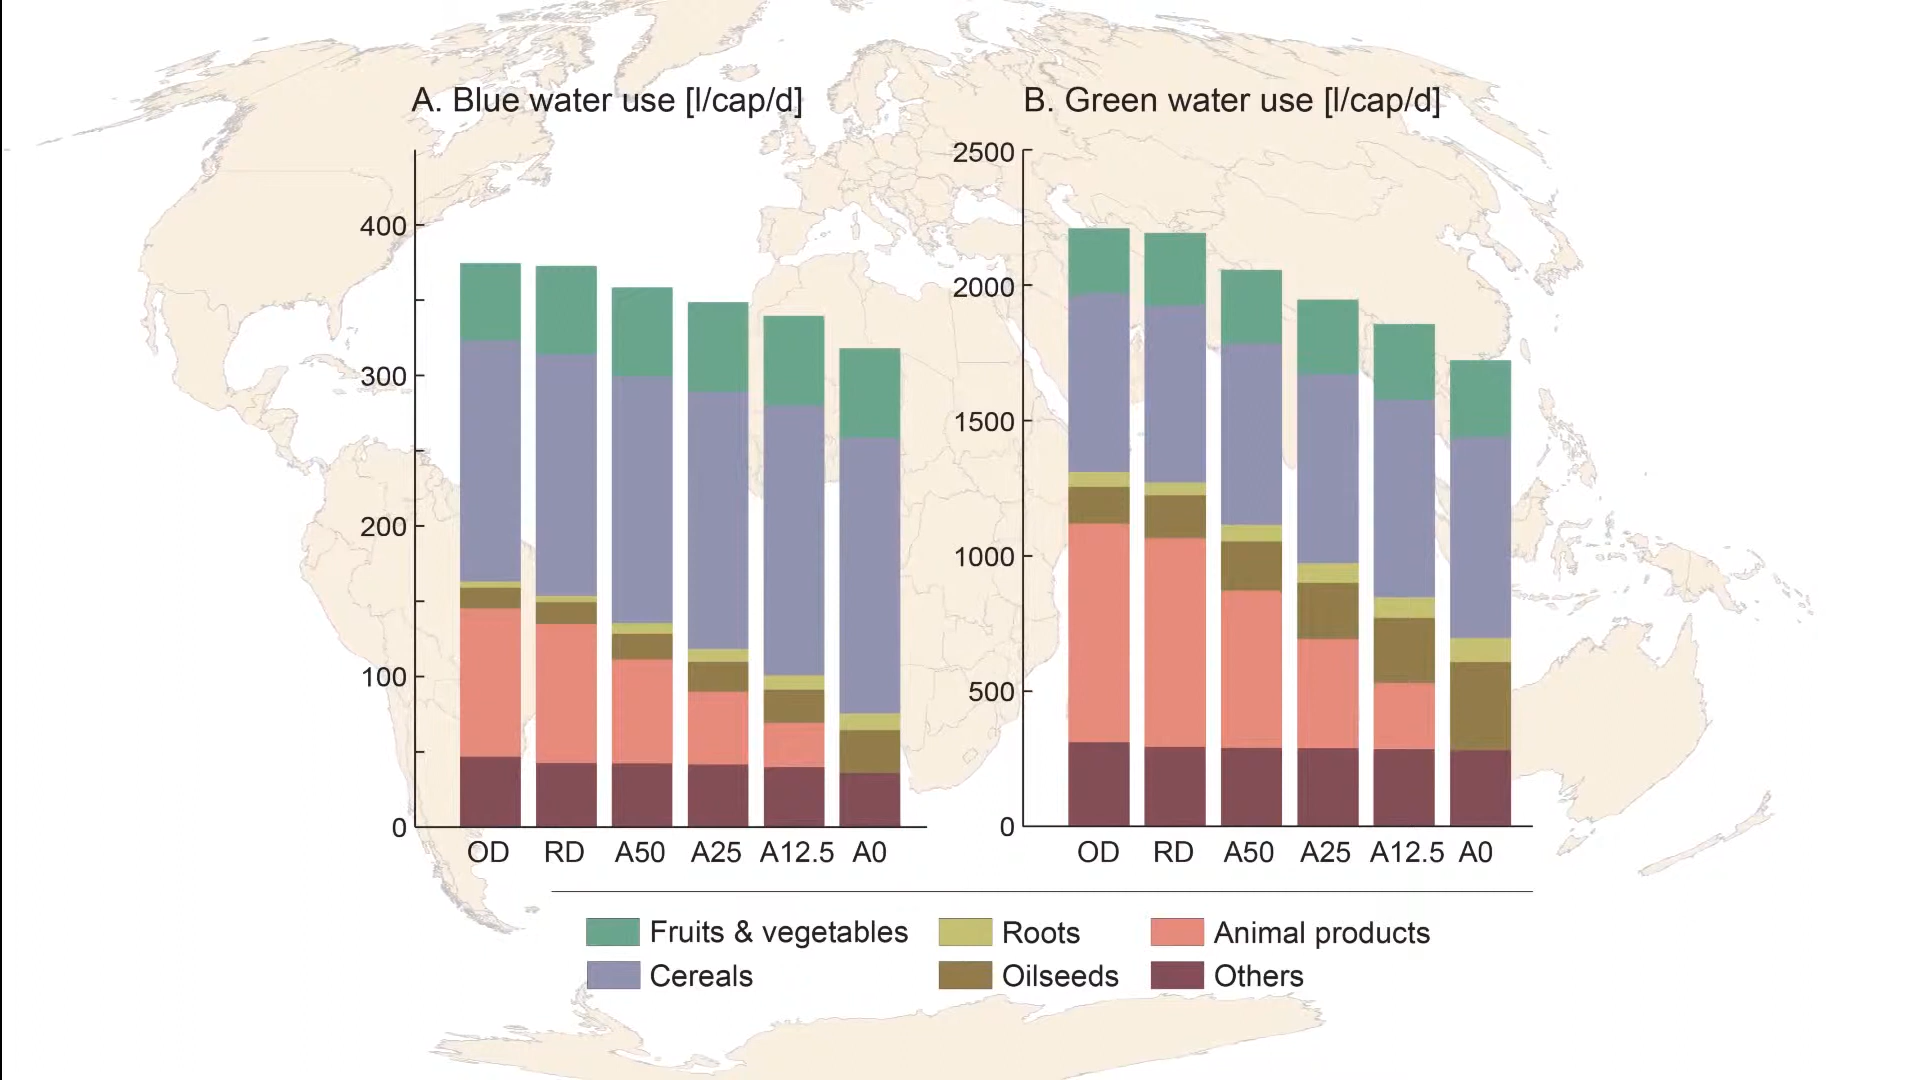 A. Blue water use [l/cap/d]
400
300
200
100
0
OD RD A50 A25 A12.5 A0
B. Green water use [l/cap/d]
2500
2000
1500
1000
500
0
OD RD A50 A25 A12.5 A0
Fruits & vegetables Roots Animal products
Cereals Oilseeds Others